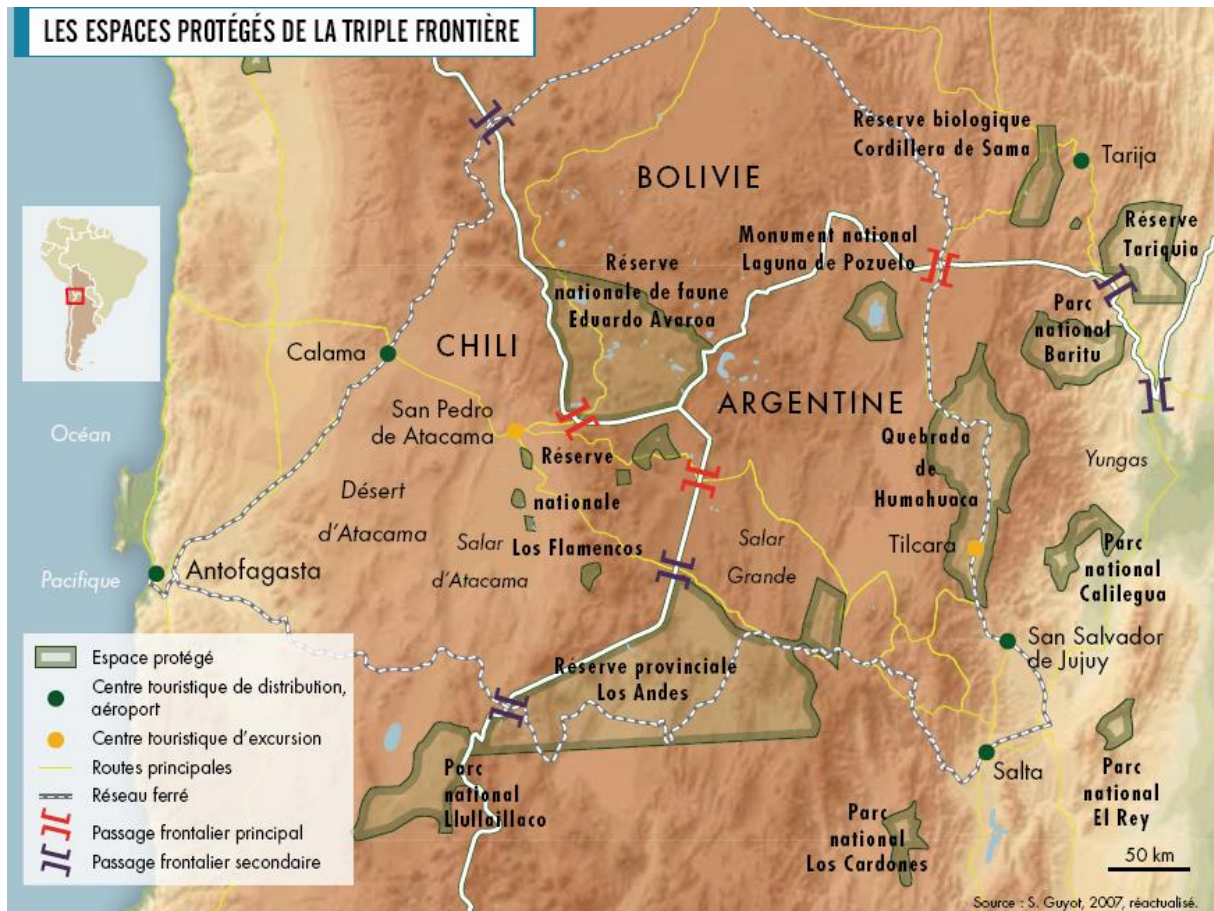 LES ESPACES PROTÉGÉS DE LA TRIPLE FRONTIÈRE
Réserve biologique
Cordillera de Sama
Tarija
BOLIVIE
Réserve
Tariquia
Monument national
Laguna de Pozuelo
Réserve
nationale de faune
Eduardo Avaroa
Parc
national
Baritu
CHILI
Calama
ARGENTINE
San Pedro
de Atacama
Océan
Pacifique
Quebrada
de
Humahuaca
Yungas
Réserve
nationale
Los Flamencos
Désert
d'Atacama
Salar
d'Atacama
Salar
Grande
Tilcara
Parc
national
Calilegua
Antofagasta
San Salvador
de Jujuy
Réserve provinciale
Los Andes
Parc
national
Llullaillaco
Salta
Parc
national
El Rey
Parc
national
Los Cardones
Espace protégé
Centre touristique de distribution,
aéroport
Centre touristique d'excursion
Routes principales
Réseau ferré
Passage frontalier principal
Passage frontalier secondaire
50 km
Source : S. Guyot, 2007, réactualisé.